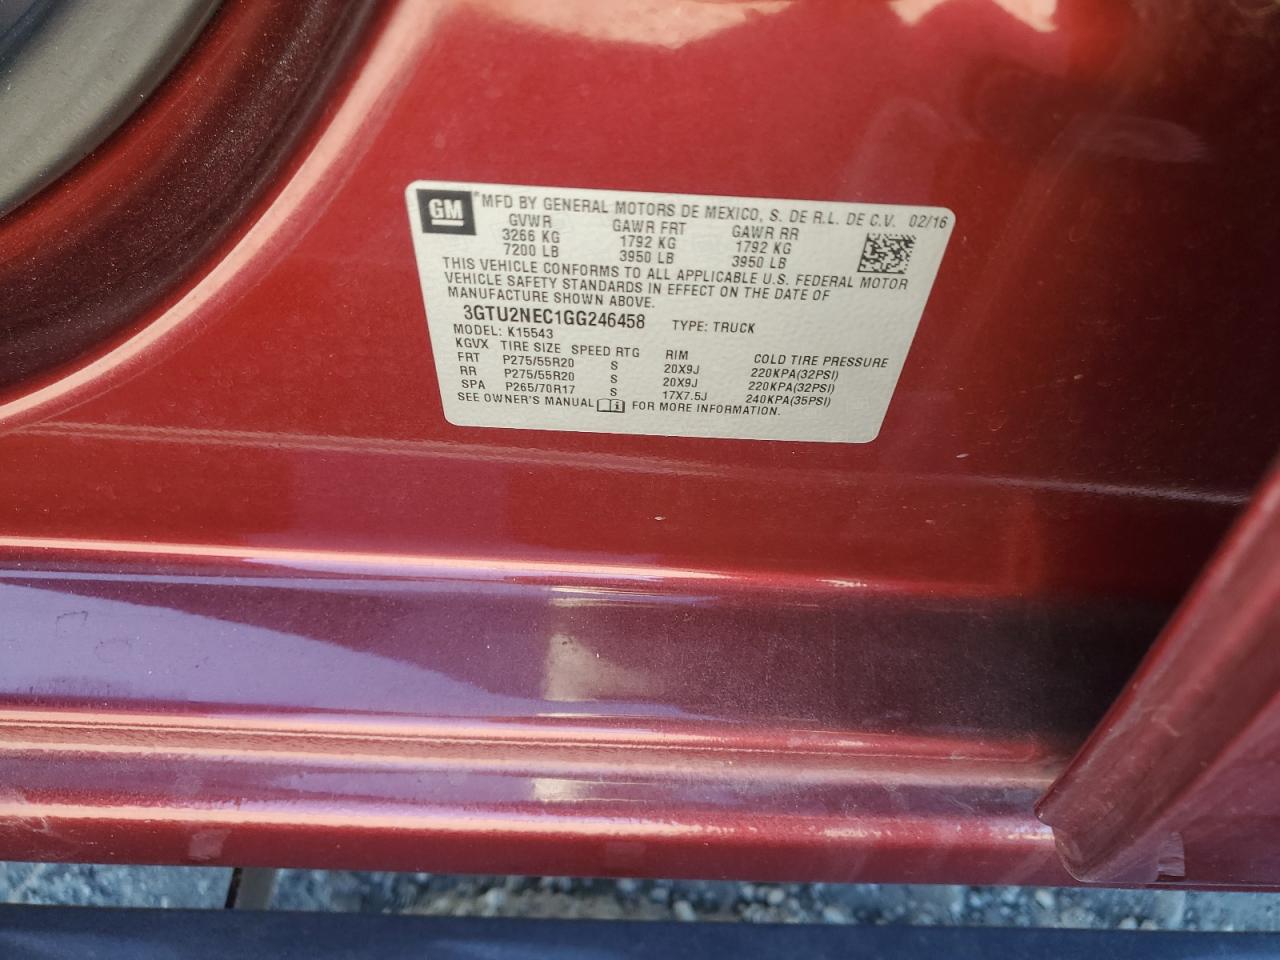 GM MFD BY GENERAL MOTORS DE MEXICO, S. DE R.L. DE C.V. 02/16
GVWR GAWR FRT GAWR RR
3266 KG 1792 KG 1792 KG
7200 LB 3950 LB 3950 LB
THIS VEHICLE CONFORMS TO ALL APPLICABLE U.S. FEDERAL MOTOR
VEHICLE SAFETY STANDARDS IN EFFECT ON THE DATE OF
MANUFACTURE SHOWN ABOVE.
3GTU2NEC1GG246458 TYPE: TRUCK
MODEL: K15543
KGVX TIRE SIZE SPEED RTG RIM COLD TIRE PRESSURE
FRT P275/55R20 S 20X9J 220KPA(32PSI)
RR P275/55R20 S 20X9J 220KPA(32PSI)
SPA P265/70R17 S 17X7.5J 240KPA(35PSI)
SEE OWNER'S MANUAL FOR MORE INFORMATION.